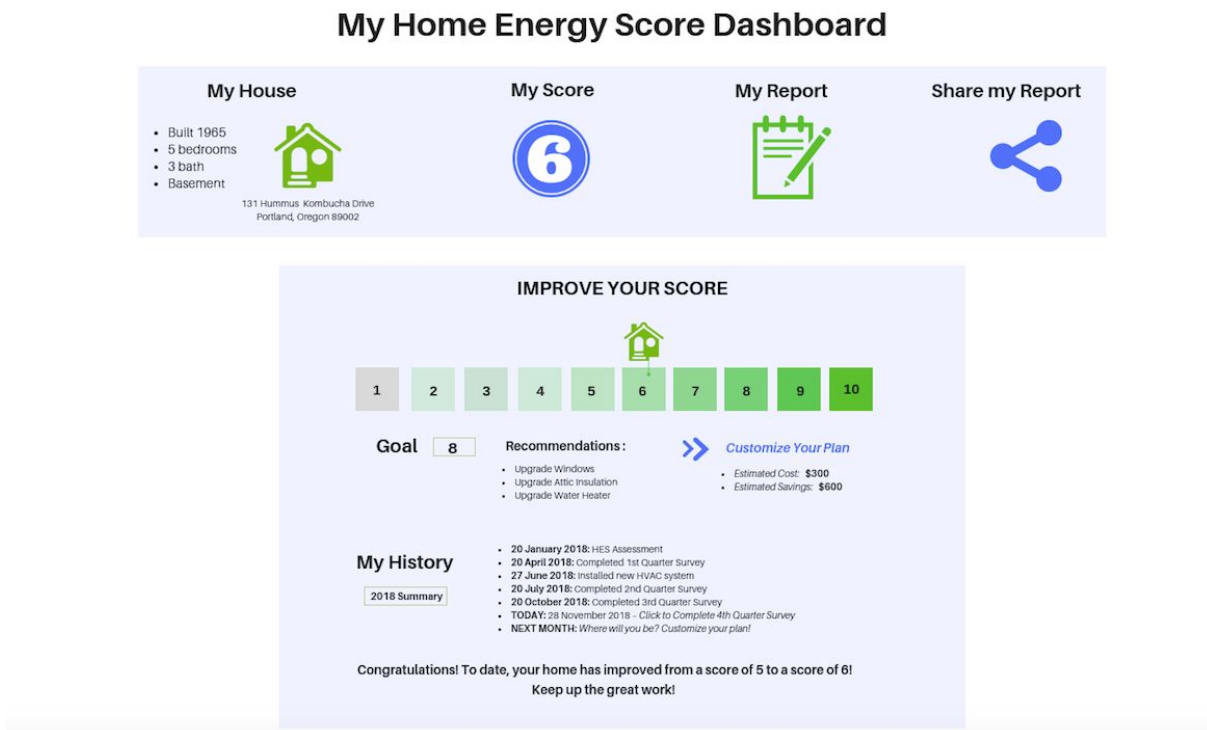 My Home Energy Score Dashboard
My House
• Built 1965
• 5 bedrooms
• 3 bath
• Basement
131 Hummus Kombucha Drive
Portland, Oregon 89002
My Score
6
My Report
Share my Report
IMPROVE YOUR SCORE
1 2 3 4 5 6 7 8 9 10
Goal 8
Recommendations:
• Upgrade Windows
• Upgrade Attic Insulation
• Upgrade Water Heater
Customize Your Plan
• Estimated Cost: $300
• Estimated Savings: $600
My History
2018 Summary
• 20 January 2018: HES Assessment
• 20 April 2018: Completed 1st Quarter Survey
• 27 June 2018: Installed new HVAC system
• 20 July 2018: Completed 2nd Quarter Survey
• 20 October 2018: Completed 3rd Quarter Survey
• TODAY: 28 November 2018 - Click to Complete 4th Quarter Survey
• NEXT MONTH: Where will you be? Customize your plan!
Congratulations! To date, your home has improved from a score of 5 to a score of 6!
Keep up the great work!